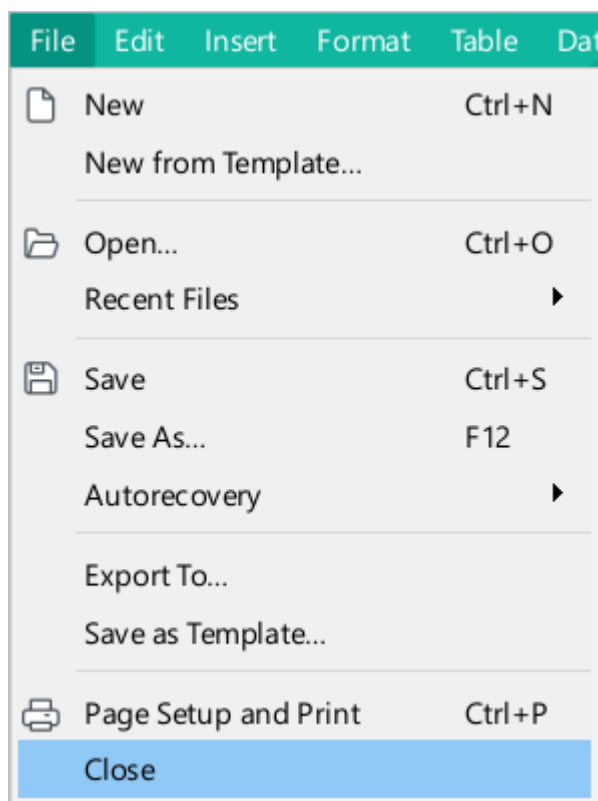 File Edit Insert Format Table
New Ctrl+N
New from Template...
Open... Ctrl+O
Recent Files
Save Ctrl+S
Save As... F12
Autorecovery
Export To...
Save as Template...
Page Setup and Print Ctrl+P
Close